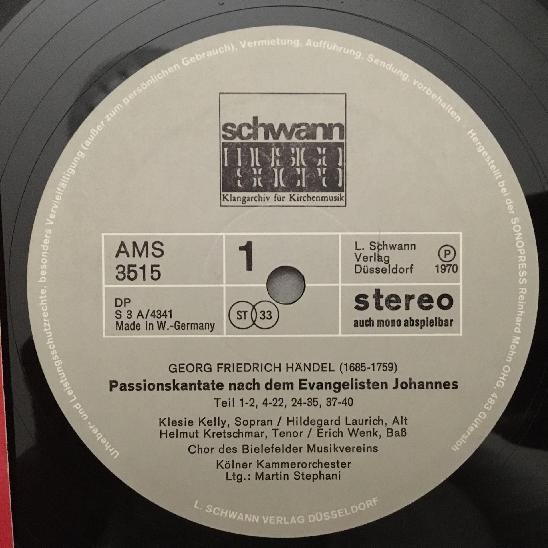 Urheber- und Leistungsschutzrechte, besonders Vervielfältigung (außer zum persönlichen Gebrauch), Vermietung, Aufführung, Sendung, vorbehalten · Hergestellt bei der SONOPRESS Reinhard Mohn OHG, 483 Gütersloh
schwann
musica
sacra
Klangarchiv für Kirchenmusik
AMS
3515
1
L. Schwann
Verlag
Düsseldorf
P
1970
DP
S 3 A/4341
Made in W.-Germany
ST 33
stereo
auch mono abspielbar
GEORG FRIEDRICH HÄNDEL (1685-1759)
Passionskantate nach dem Evangelisten Johannes
Teil 1-2, 4-22, 24-35, 37-40
Klesie Kelly, Sopran / Hildegard Laurich, Alt
Helmut Kretschmar, Tenor / Erich Wenk, Baß
Chor des Bielefelder Musikvereins
Kölner Kammerorchester
Ltg.: Martin Stephani
L. SCHWANN VERLAG DÜSSELDORF